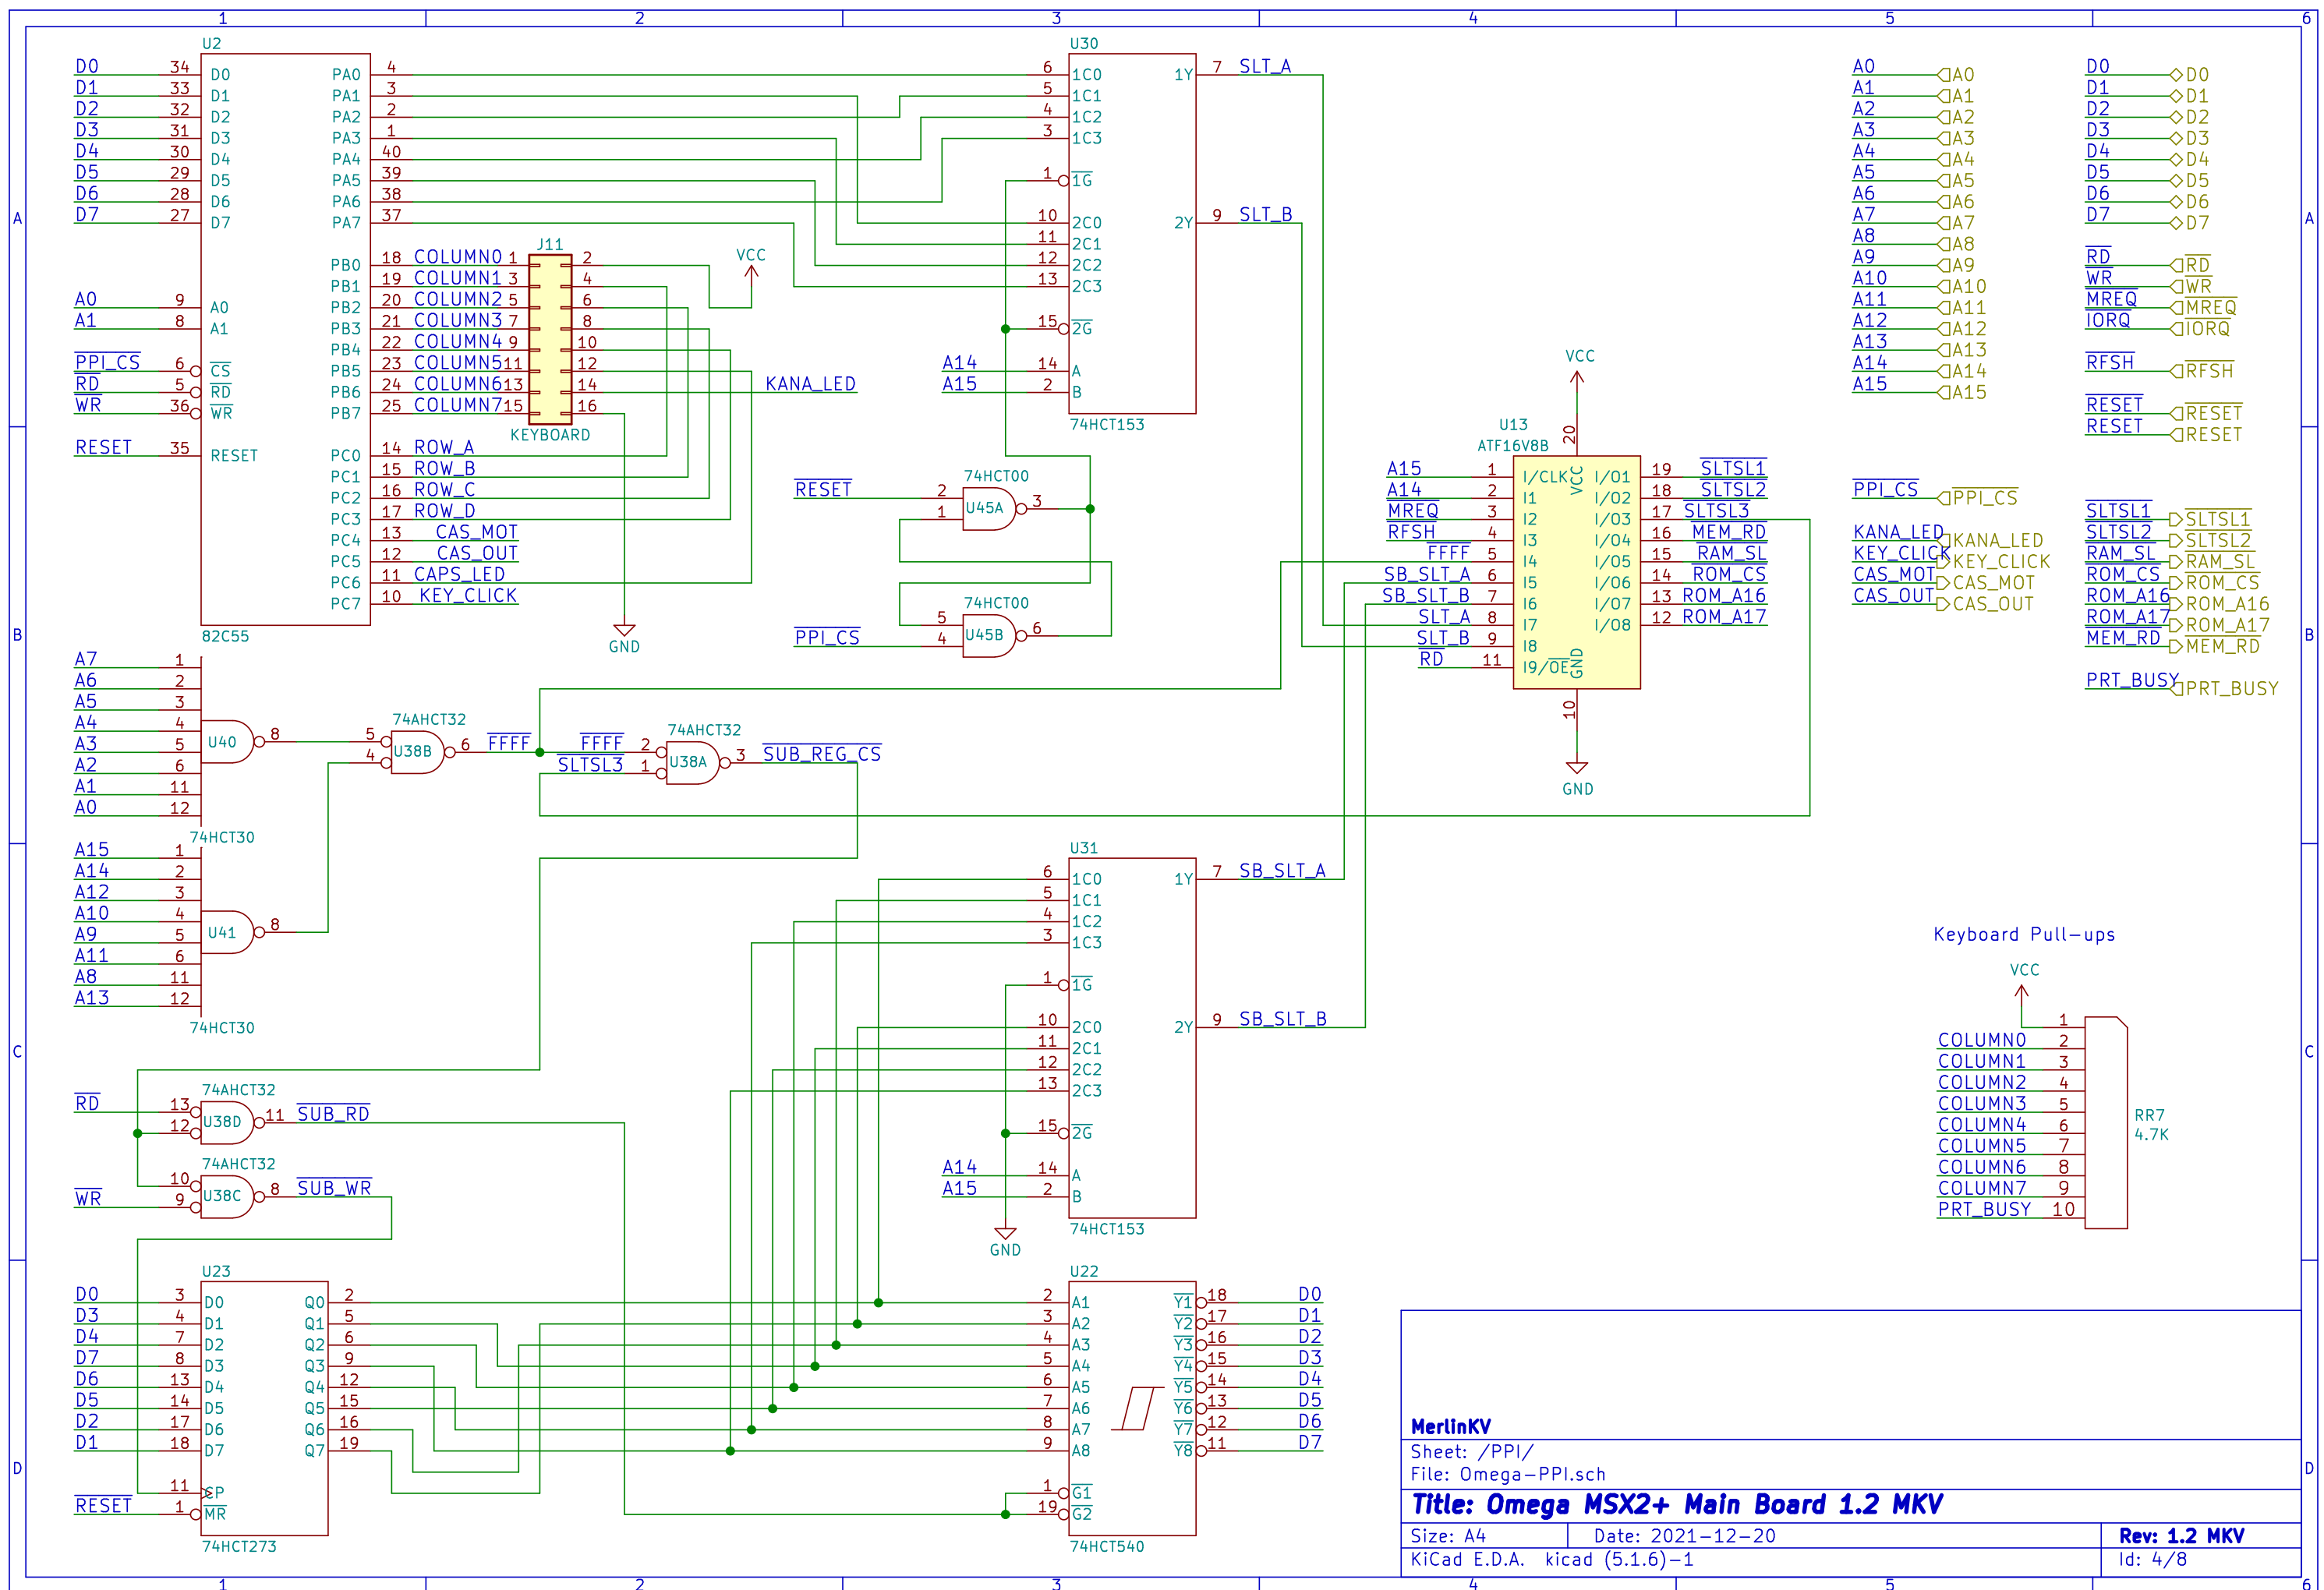 1 2 3 4 5 6
A B C D
U2
D0 34 D0 PA0 4
D1 33 D1 PA1 3
D2 32 D2 PA2 2
D3 31 D3 PA3 1
D4 30 D4 PA4 40
D5 29 D5 PA5 39
D6 28 D6 PA6 38
D7 27 D7 PA7 37
PB0 18 COLUMN0 1
PB1 19 COLUMN1 3
A0 9 A0 PB2 20 COLUMN2 5
A1 8 A1 PB3 21 COLUMN3 7
PB4 22 COLUMN4 9
PPI_CS 6 CS PB5 23 COLUMN5 11
RD 5 RD PB6 24 COLUMN6 13
WR 36 WR PB7 25 COLUMN7 15
RESET 35 RESET PC0 14 ROW_A
PC1 15 ROW_B
PC2 16 ROW_C
PC3 17 ROW_D
PC4 13 CAS_MOT
PC5 12 CAS_OUT
PC6 11 CAPS_LED
PC7 10 KEY_CLICK
82C55
J11
2
4
6
8
10
12
14 KANA_LED
16
KEYBOARD
VCC
GND
U30
6 1C0 1Y 7 SLT_A
5 1C1
4 1C2
3 1C3
1 1G
10 2C0 2Y 9 SLT_B
11 2C1
12 2C2
13 2C3
15 2G
A14 14 A
A15 2 B
74HCT153
74HCT00
RESET 2
1 U45A 3
74HCT00
5 U45B 6
PPI_CS 4
VCC
U13
ATF16V8B
20
VCC
A15 1 I/CLK I/O1 19 SLTSL1
A14 2 I1 I/O2 18 SLTSL2
MREQ 3 I2 I/O3 17 SLTSL3
RFSH 4 I3 I/O4 16 MEM_RD
FFFF 5 I4 I/O5 15 RAM_SL
SB_SLT_A 6 I5 I/O6 14 ROM_CS
SB_SLT_B 7 I6 I/O7 13 ROM_A16
SLT_A 8 I7 I/O8 12 ROM_A17
SLT_B 9 I8
RD 11 I9/OE
GND
10
GND
A0 A0
A1 A1
A2 A2
A3 A3
A4 A4
A5 A5
A6 A6
A7 A7
A8 A8
A9 A9
A10 A10
A11 A11
A12 A12
A13 A13
A14 A14
A15 A15
PPI_CS PPI_CS
KANA_LED KANA_LED
KEY_CLICK KEY_CLICK
CAS_MOT CAS_MOT
CAS_OUT CAS_OUT
D0 D0
D1 D1
D2 D2
D3 D3
D4 D4
D5 D5
D6 D6
D7 D7
RD RD
WR WR
MREQ MREQ
IORQ IORQ
RFSH RFSH
RESET RESET
RESET RESET
SLTSL1 SLTSL1
SLTSL2 SLTSL2
RAM_SL RAM_SL
ROM_CS ROM_CS
ROM_A16 ROM_A16
ROM_A17 ROM_A17
MEM_RD MEM_RD
PRT_BUSY PRT_BUSY
A7 1
A6 2
A5 3
A4 4
A3 5
A2 6
A1 11
A0 12
U40 8
74HCT30
74AHCT32
5
4
U38B 6 FFFF
74AHCT32
FFFF 2
SLTSL3 1
U38A 3 SUB_REG_CS
A15 1
A14 2
A12 3
A10 4
A9 5
A11 6
A8 11
A13 12
U41 8
74HCT30
74AHCT32
RD 13
12
U38D 11 SUB_RD
74AHCT32
10
WR 9
U38C 8 SUB_WR
U31
6 1C0 1Y 7 SB_SLT_A
5 1C1
4 1C2
3 1C3
1 1G
10 2C0 2Y 9 SB_SLT_B
11 2C1
12 2C2
13 2C3
15 2G
A14 14 A
A15 2 B
74HCT153
GND
Keyboard Pull-ups
VCC
1
COLUMN0 2
COLUMN1 3
COLUMN2 4
COLUMN3 5
COLUMN4 6
COLUMN5 7
COLUMN6 8
COLUMN7 9
PRT_BUSY 10
RR7
4.7K
U23
D0 3 D0 Q0 2
D3 4 D1 Q1 5
D4 7 D2 Q2 6
D7 8 D3 Q3 9
D6 13 D4 Q4 12
D5 14 D5 Q5 15
D2 17 D6 Q6 16
D1 18 D7 Q7 19
11 CP
RESET 1 MR
74HCT273
U22
2 A1 Y1 18 D0
3 A2 Y2 17 D1
4 A3 Y3 16 D2
5 A4 Y4 15 D3
6 A5 Y5 14 D4
7 A6 Y6 13 D5
8 A7 Y7 12 D6
9 A8 Y8 11 D7
1 G1
19 G2
74HCT540
MerlinKV
Sheet: /PPI/
File: Omega-PPI.sch
Title: Omega MSX2+ Main Board 1.2 MKV
Size: A4 Date: 2021-12-20 Rev: 1.2 MKV
KiCad E.D.A. kicad (5.1.6)-1 Id: 4/8
A B C D
1 2 3 4 5 6